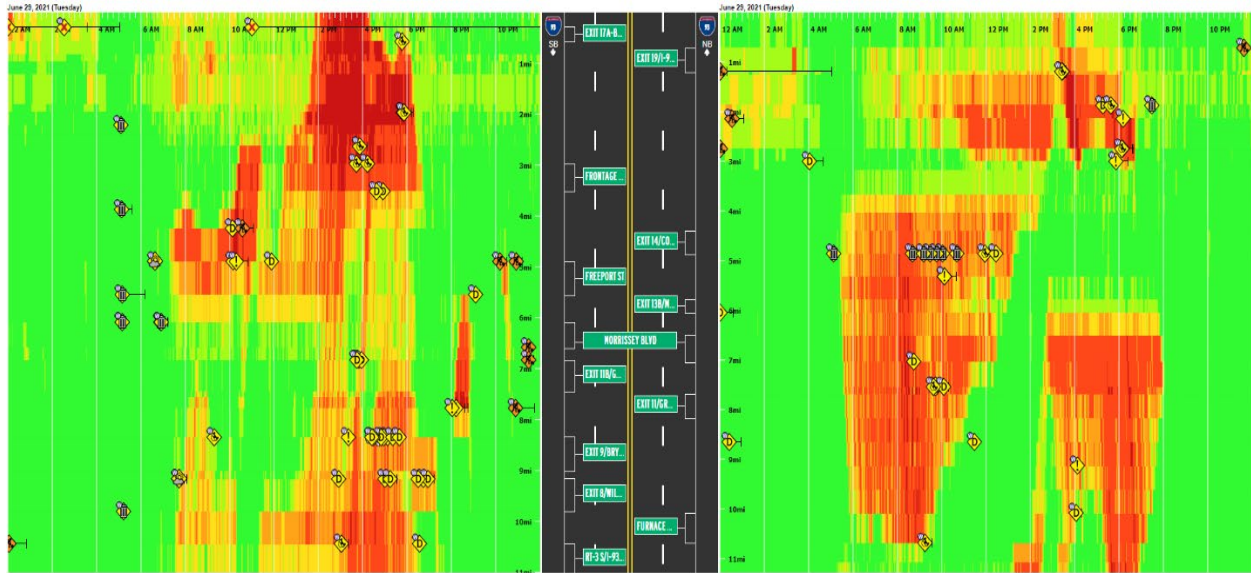 June 29, 2021 (Tuesday)
2 AM 2 AM 4 AM 6 AM 8 AM 10 AM 12 PM 2 PM 4 PM 6 PM 8 PM 10 PM
1mi
2mi
3mi
4mi
5mi
6mi
7mi
8mi
9mi
10mi
11mi
SB
EXIT 17A-B...
FRONTAGE ...
FREEPORT ST
MORRISSEY BLVD
EXIT 11B/G...
EXIT 9/BRY...
EXIT 8/WIL...
RT-3 S/I-93...
NB
EXIT 19/I-9...
EXIT 14/CO...
EXIT 13B/M...
EXIT 11/GR...
FURNACE ...
June 29, 2021 (Tuesday)
12 AM 2 AM 4 AM 6 AM 8 AM 10 AM 12 PM 2 PM 4 PM 6 PM 8 PM 10 PM
1mi
2mi
3mi
4mi
5mi
6mi
7mi
8mi
9mi
10mi
11mi